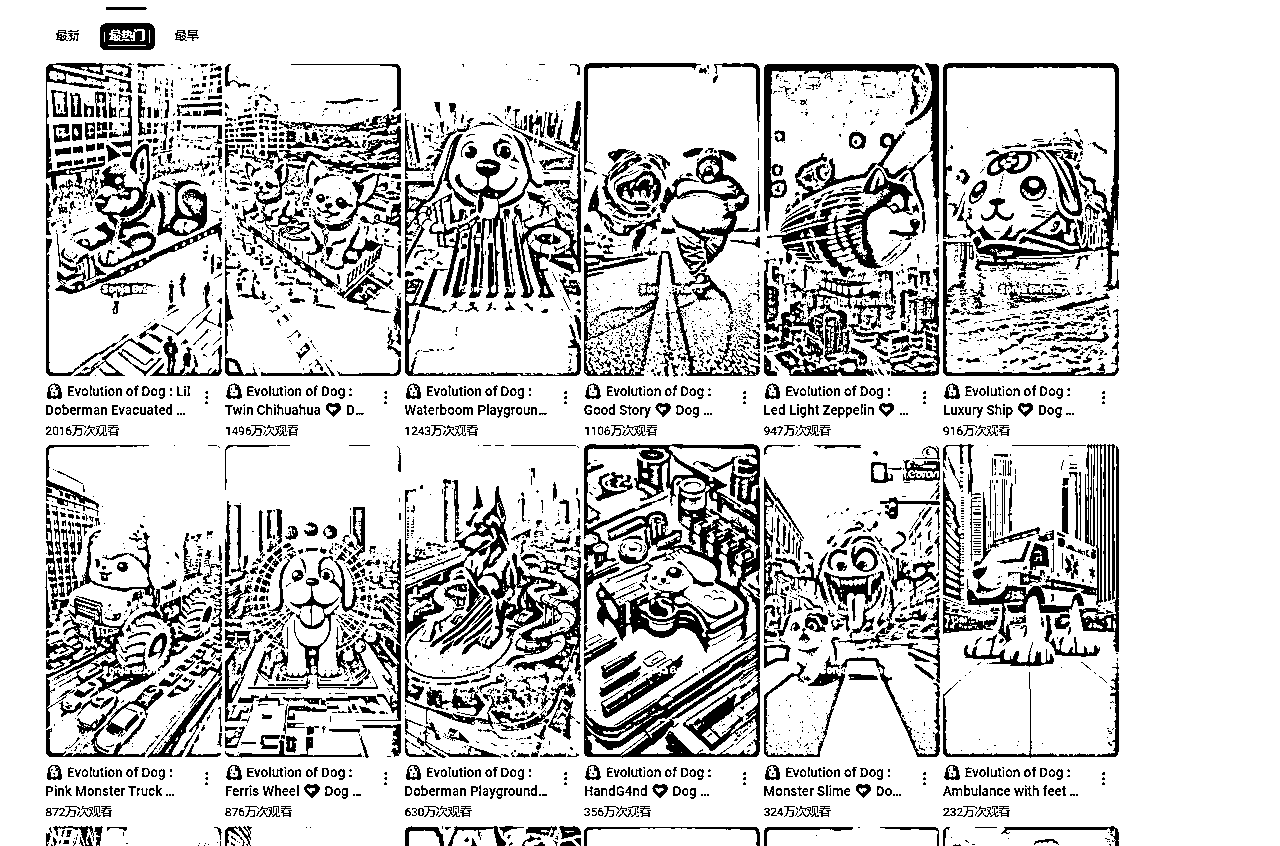 最新 最热门 最早
Evolution of Dog : Lil
Doberman Evacuated ...
2016万次观看
Evolution of Dog :
Twin Chihuahua ♥ D...
1496万次观看
Evolution of Dog :
Waterboom Playgroun...
1243万次观看
Evolution of Dog :
Good Story ♥ Dog ...
1106万次观看
Evolution of Dog :
Led Light Zeppelin ♥ ...
947万次观看
Evolution of Dog :
Luxury Ship ♥ Dog ...
916万次观看
Evolution of Dog :
Pink Monster Truck ...
872万次观看
Evolution of Dog :
Ferris Wheel ♥ Dog ...
876万次观看
Evolution of Dog :
Doberman Playground...
630万次观看
Evolution of Dog :
HandG4nd ♥ Dog ...
356万次观看
Evolution of Dog :
Monster Slime ♥ Do...
324万次观看
Evolution of Dog :
Ambulance with feet ...
232万次观看